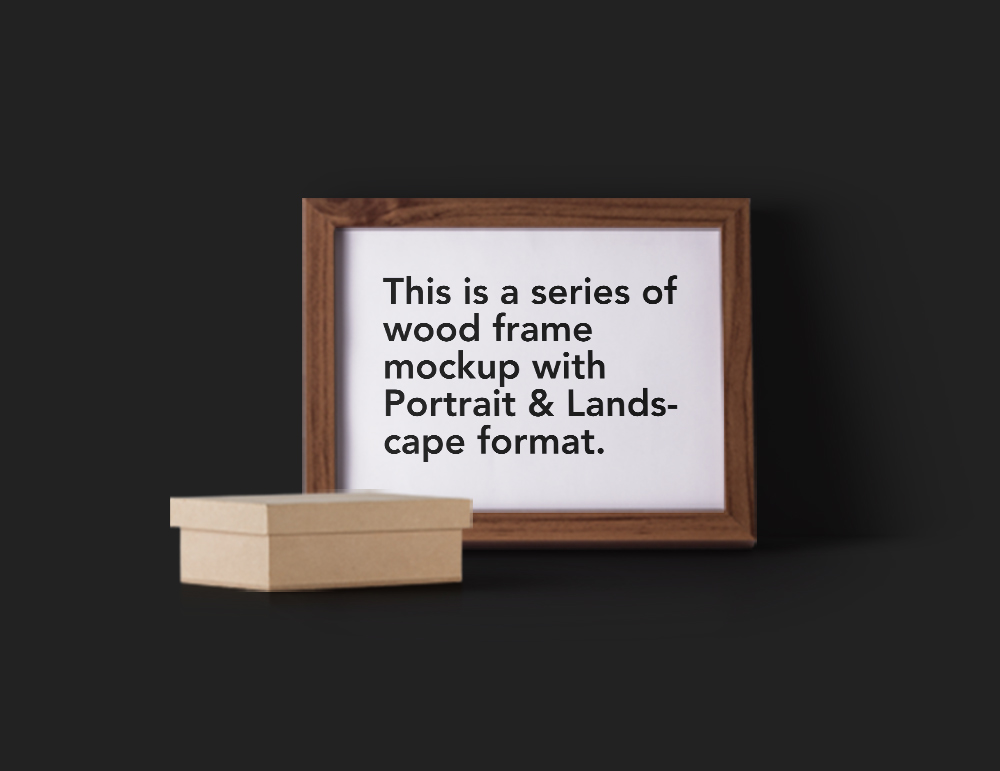 This is a series of
wood frame
mockup with
Portrait & Lands-
cape format.